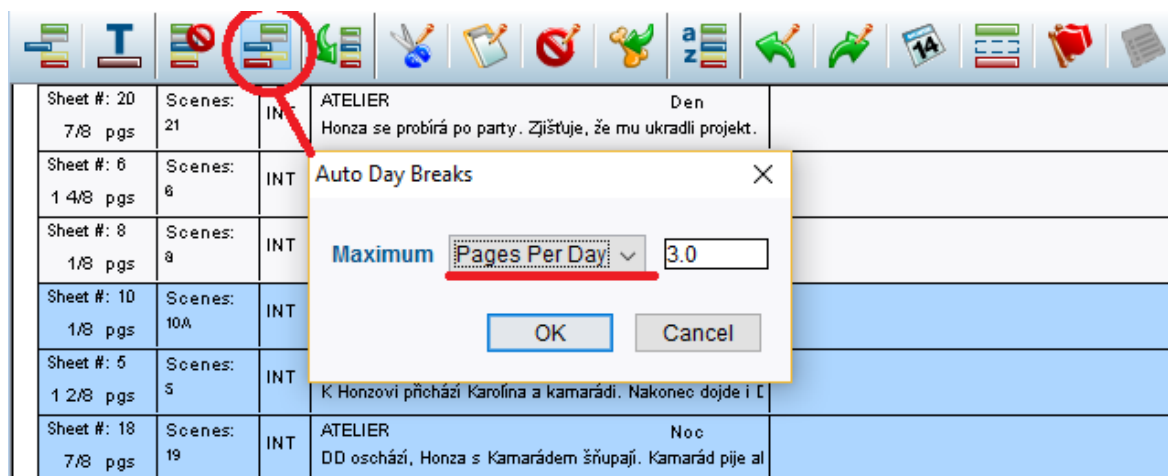 T
a
z
14
Sheet #: 20 Scenes: INT ATELIER Den
7/8 pgs 21 Honza se probírá po party. Zjišťuje, že mu ukradli projekt.
Sheet #: 6 Scenes: INT
1 4/8 pgs 6
Sheet #: 8 Scenes: INT
1/8 pgs 8
Sheet #: 10 Scenes: INT
1/8 pgs 10A
Sheet #: 5 Scenes: INT
1 2/8 pgs 5 K Honzovi přichází Karolína a kamarádi. Nakonec dojde i D
Sheet #: 18 Scenes: INT ATELIER Noc
7/8 pgs 19 DD oschází, Honza s Kamarádem šňupají. Kamarád pije al
Auto Day Breaks
Maximum Pages Per Day 3.0
OK Cancel